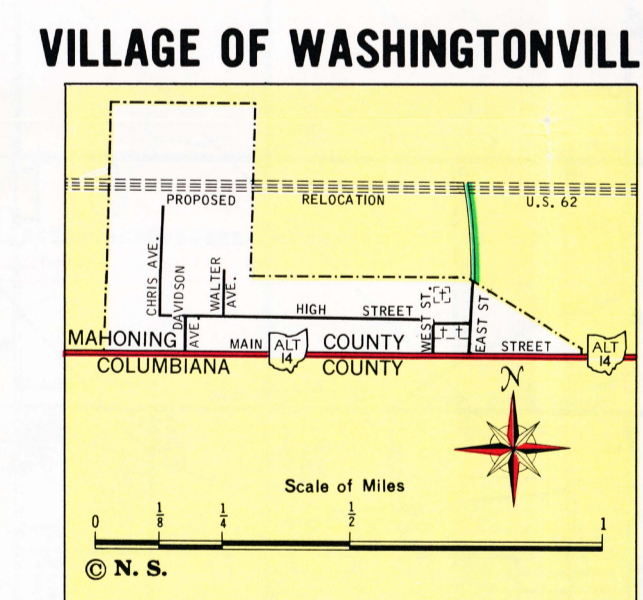 VILLAGE OF WASHINGTONVILL
PROPOSED RELOCATION U.S. 62
CHRIS AVE.
DAVIDSON AVE.
WALTER AVE.
HIGH STREET
WEST ST.
EAST ST.
MAHONING COUNTY
MAIN STREET
ALT 14
ALT 14
COLUMBIANA COUNTY
N
Scale of Miles
0 1/8 1/4 1/2 1
© N. S.